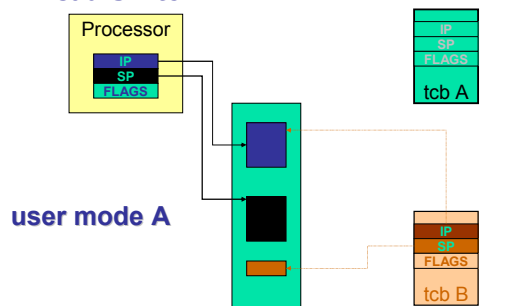 Processor
IP
SP
FLAGS
IP
SP
FLAGS
tcb A
user mode A
IP
SP
FLAGS
tcb B